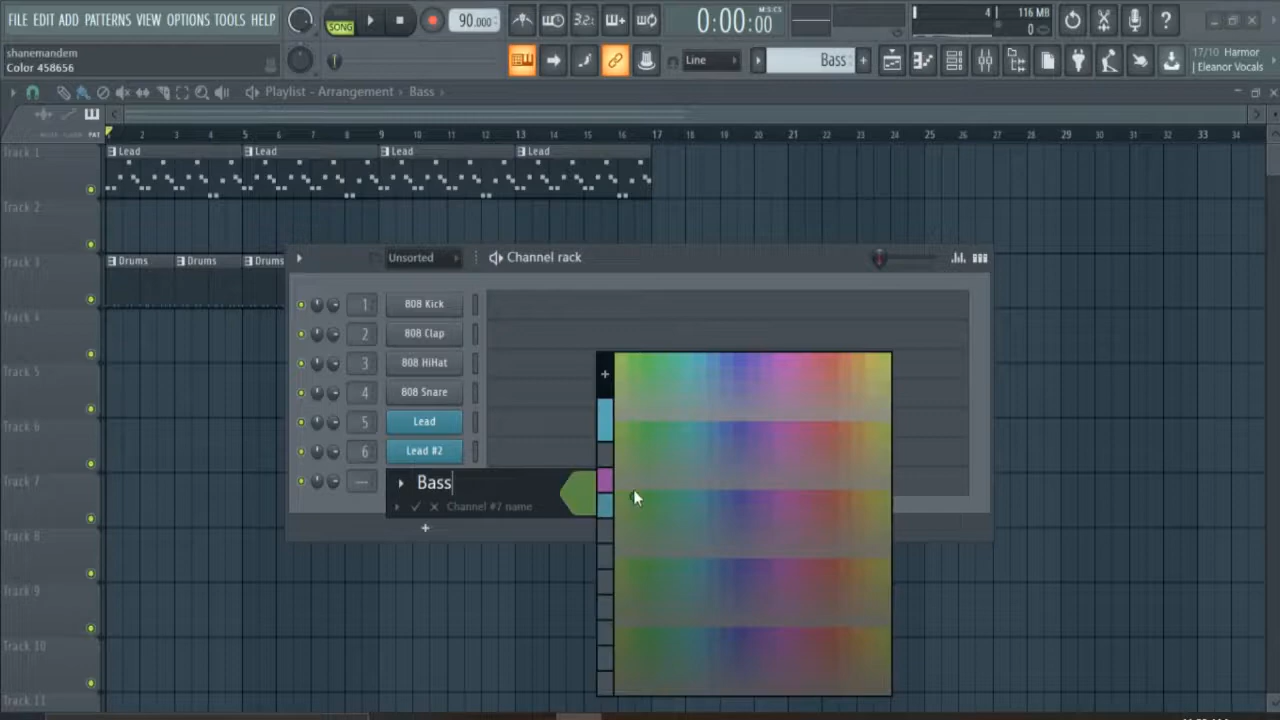 FILE EDIT ADD PATTERNS VIEW OPTIONS TOOLS HELP
SONG
90.000
3.2:
0:00:00
M:S:CS
4
116 MB
0
shanemandem
Color 458656
Line
Bass
17/10 Harmor
| Eleanor Vocals
Playlist - Arrangement › Bass ›
1 2 3 4 5 6 7 8 9 10 11 12 13 14 15 16 17 18 19 20 21 22 23 24 25 26 27 28 29 30 31 32 33 34
Track 1
Lead
Lead
Lead
Lead
Track 2
Track 3
Drums
Drums
Drums
Track 4
Track 5
Track 6
Track 7
Track 8
Track 9
Track 10
Track 11
Unsorted
Channel rack
1
808 Kick
2
808 Clap
3
808 HiHat
4
808 Snare
5
Lead
6
Lead #2
Bass
Channel #7 name